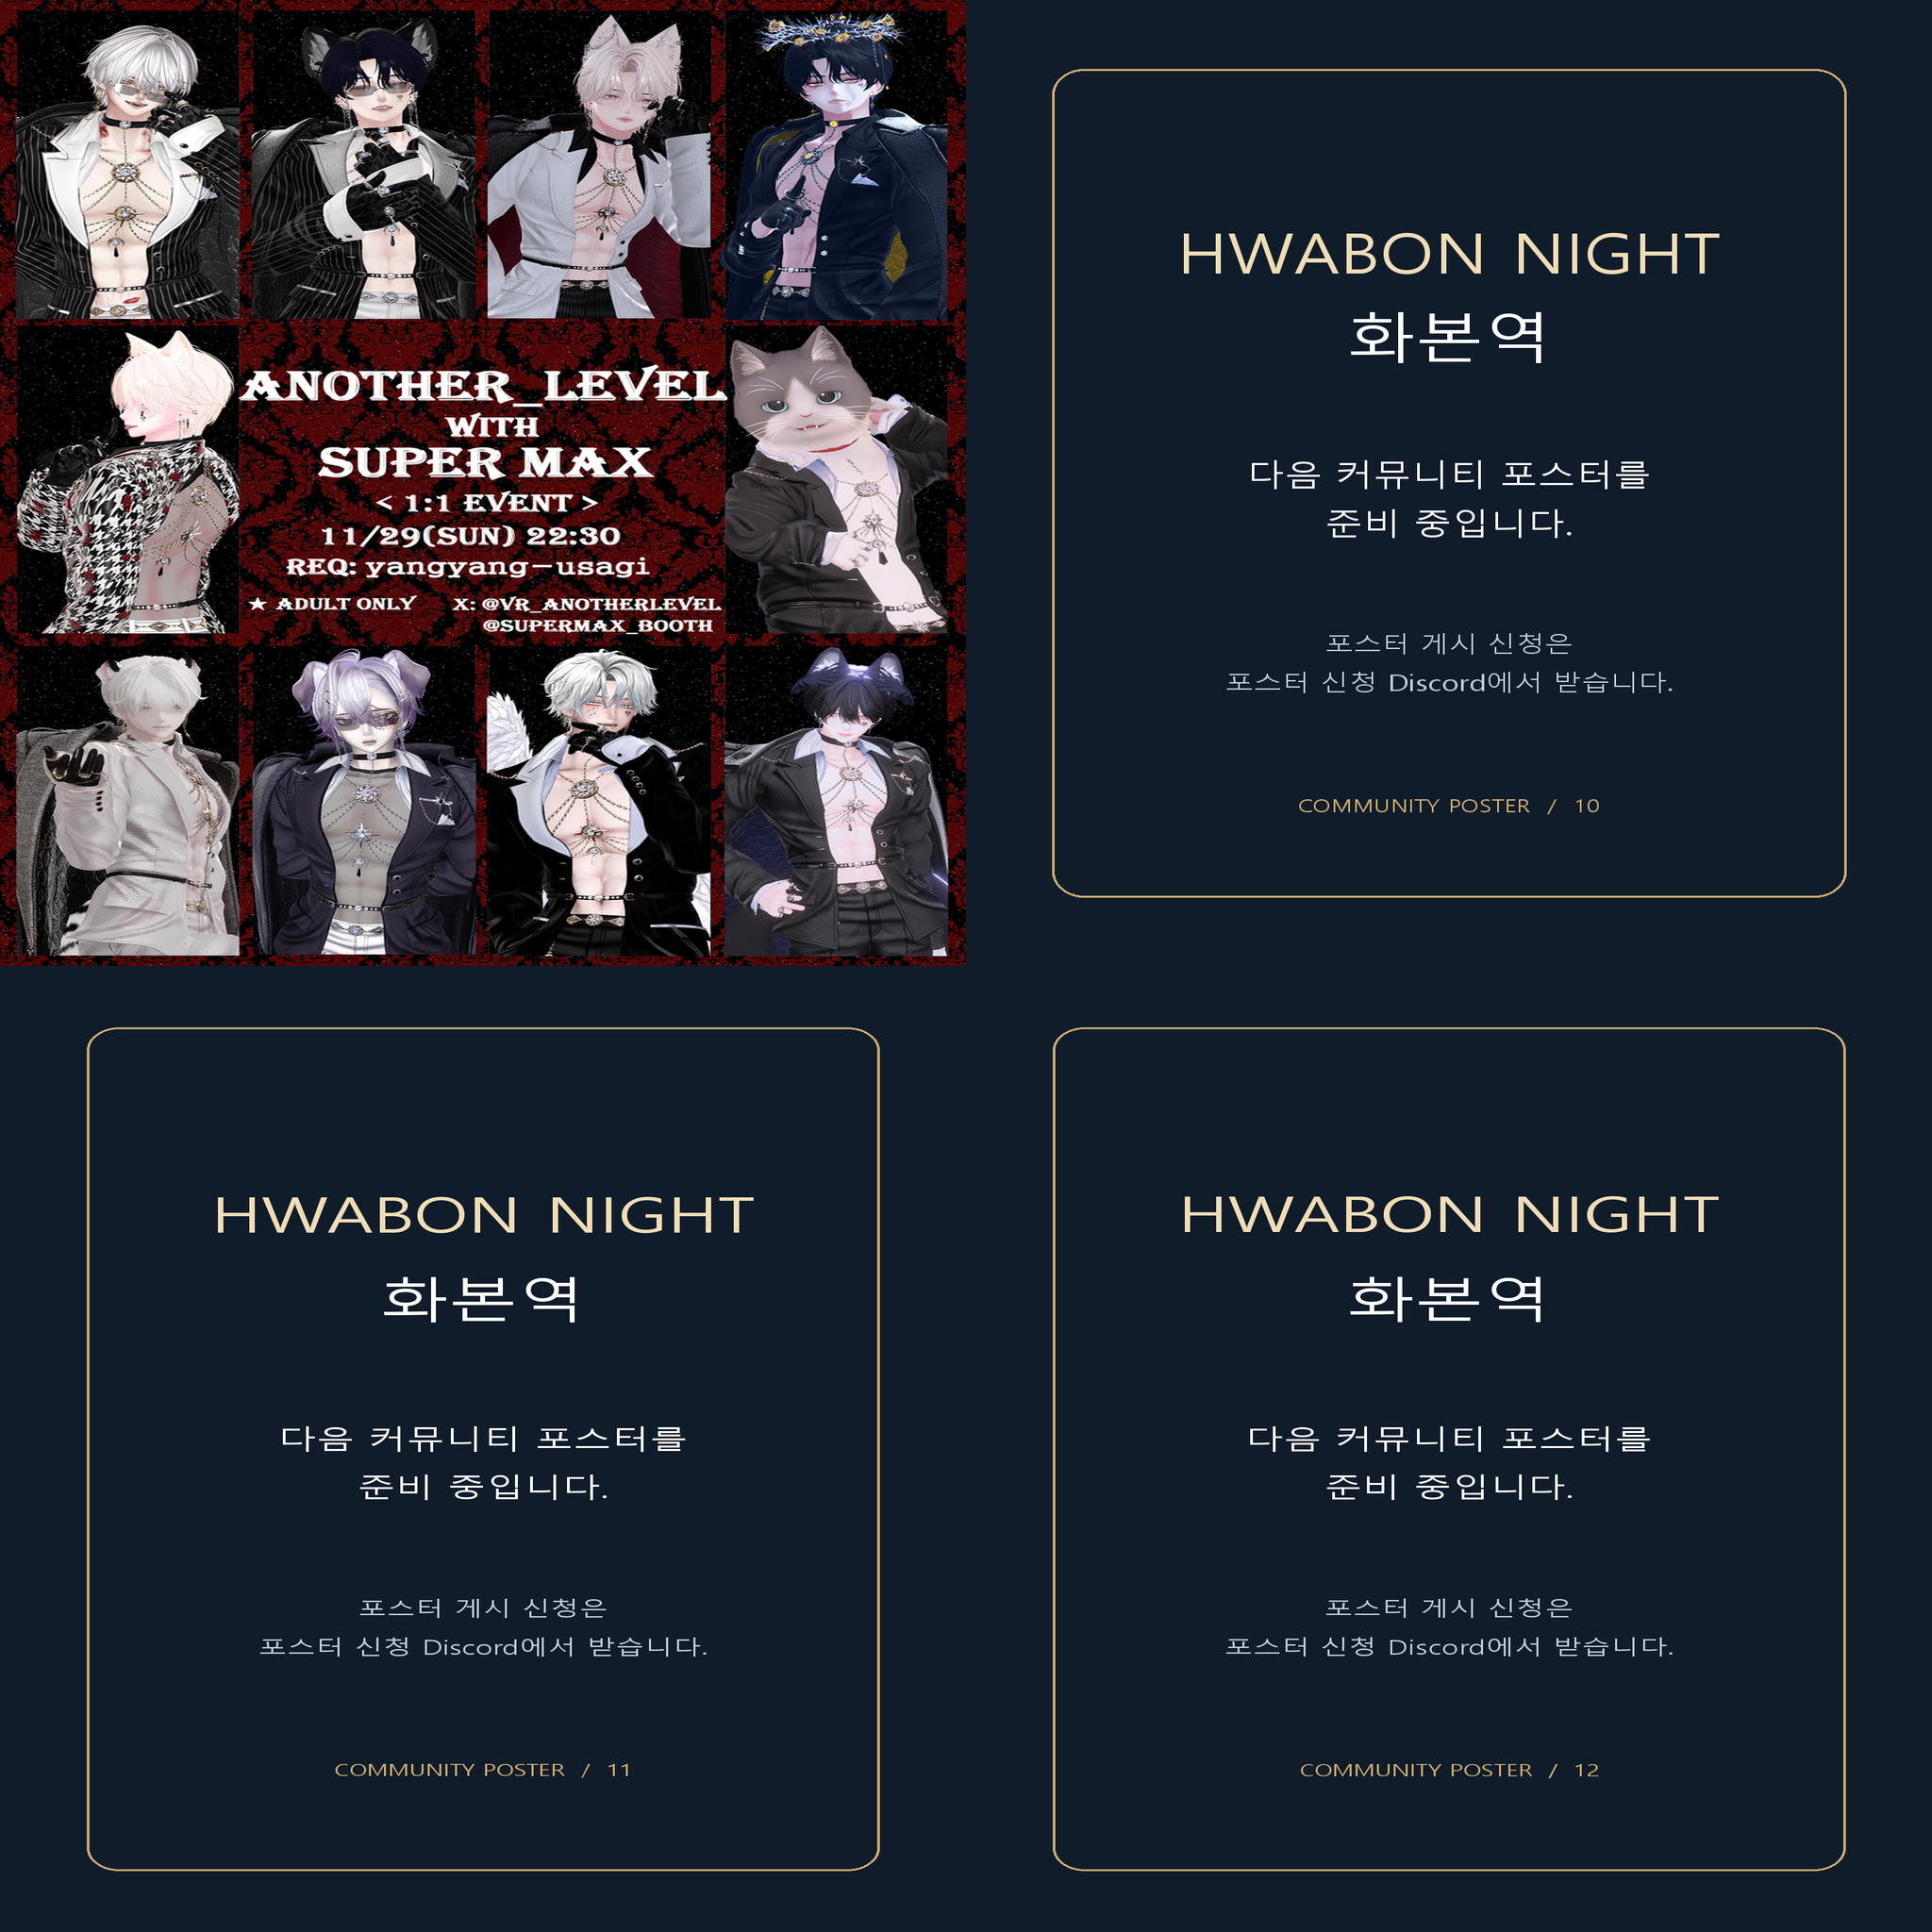 ANOTHER_LEVEL
WITH
SUPER MAX
< 1:1 EVENT >
11/29(SUN) 22:30
REQ: yangyang-usagi
★ ADULT ONLY X: @VR_ANOTHERLEVEL
@SUPERMAX_BOOTH
HWABON NIGHT
화본역
다음 커뮤니티 포스터를
준비 중입니다.
포스터 게시 신청은
포스터 신청 Discord에서 받습니다.
COMMUNITY POSTER / 10
HWABON NIGHT
화본역
다음 커뮤니티 포스터를
준비 중입니다.
포스터 게시 신청은
포스터 신청 Discord에서 받습니다.
COMMUNITY POSTER / 11
HWABON NIGHT
화본역
다음 커뮤니티 포스터를
준비 중입니다.
포스터 게시 신청은
포스터 신청 Discord에서 받습니다.
COMMUNITY POSTER / 12